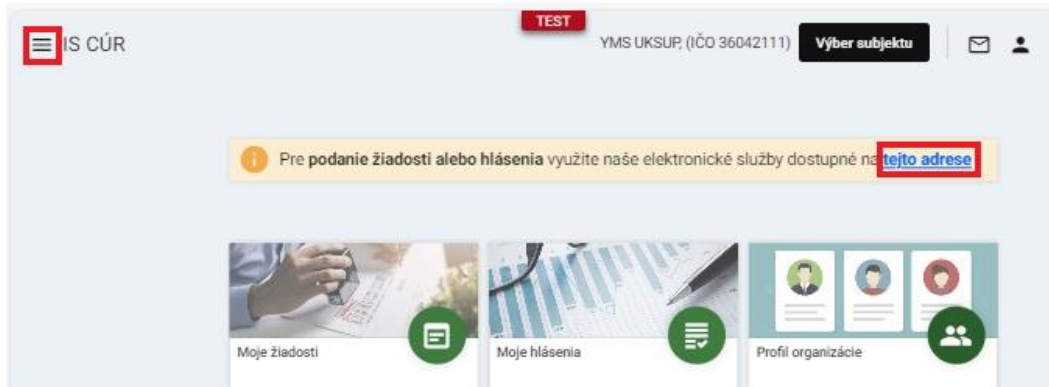 TEST
IS CÚR
YMS UKSUP, (IČO 36042111)
Výber subjektu
Pre podanie žiadosti alebo hlásenia využite naše elektronické služby dostupné na tejto adrese
Moje žiadosti
Moje hlásenia
Profil organizácie